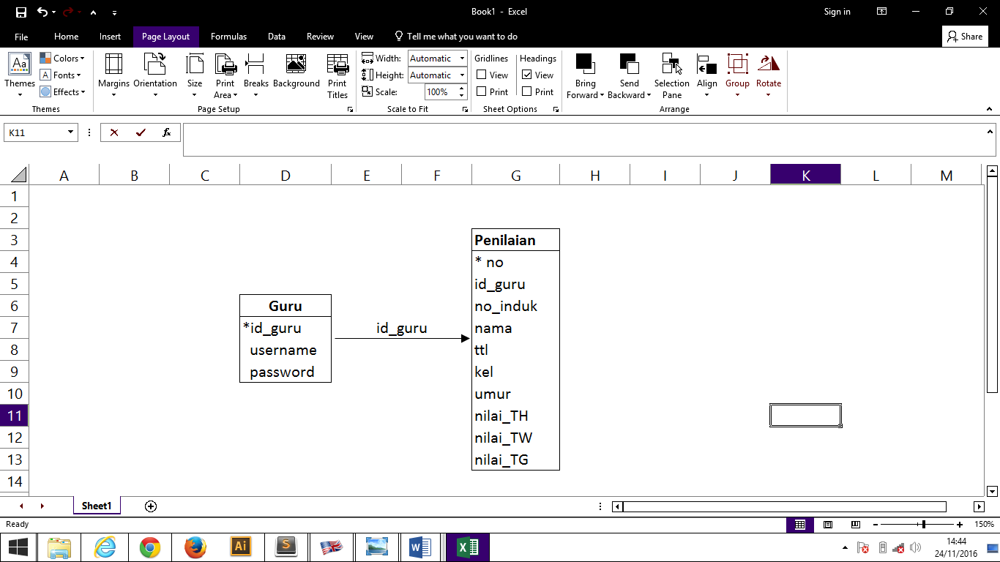 Book1 - Excel
Sign in
File Home Insert Page Layout Formulas Data Review View Tell me what you want to do Share
Themes
Colors
Fonts
Effects
Themes
Margins Orientation Size Print Area Breaks Background Print Titles
Page Setup
Width: Automatic
Height: Automatic
Scale: 100%
Scale to Fit
Gridlines Headings
View View
Print Print
Sheet Options
Bring Forward Send Backward Selection Pane Align Group Rotate
Arrange
K11 fx
A B C D E F G H I J K L M
1
2
3 Penilaian
4 * no
5 id_guru
6 Guru no_induk
7 *id_guru id_guru nama
8 username ttl
9 password kel
10 umur
11 nilai_TH
12 nilai_TW
13 nilai_TG
14
Sheet1
Ready 150%
Ai S W X
14:44
24/11/2016